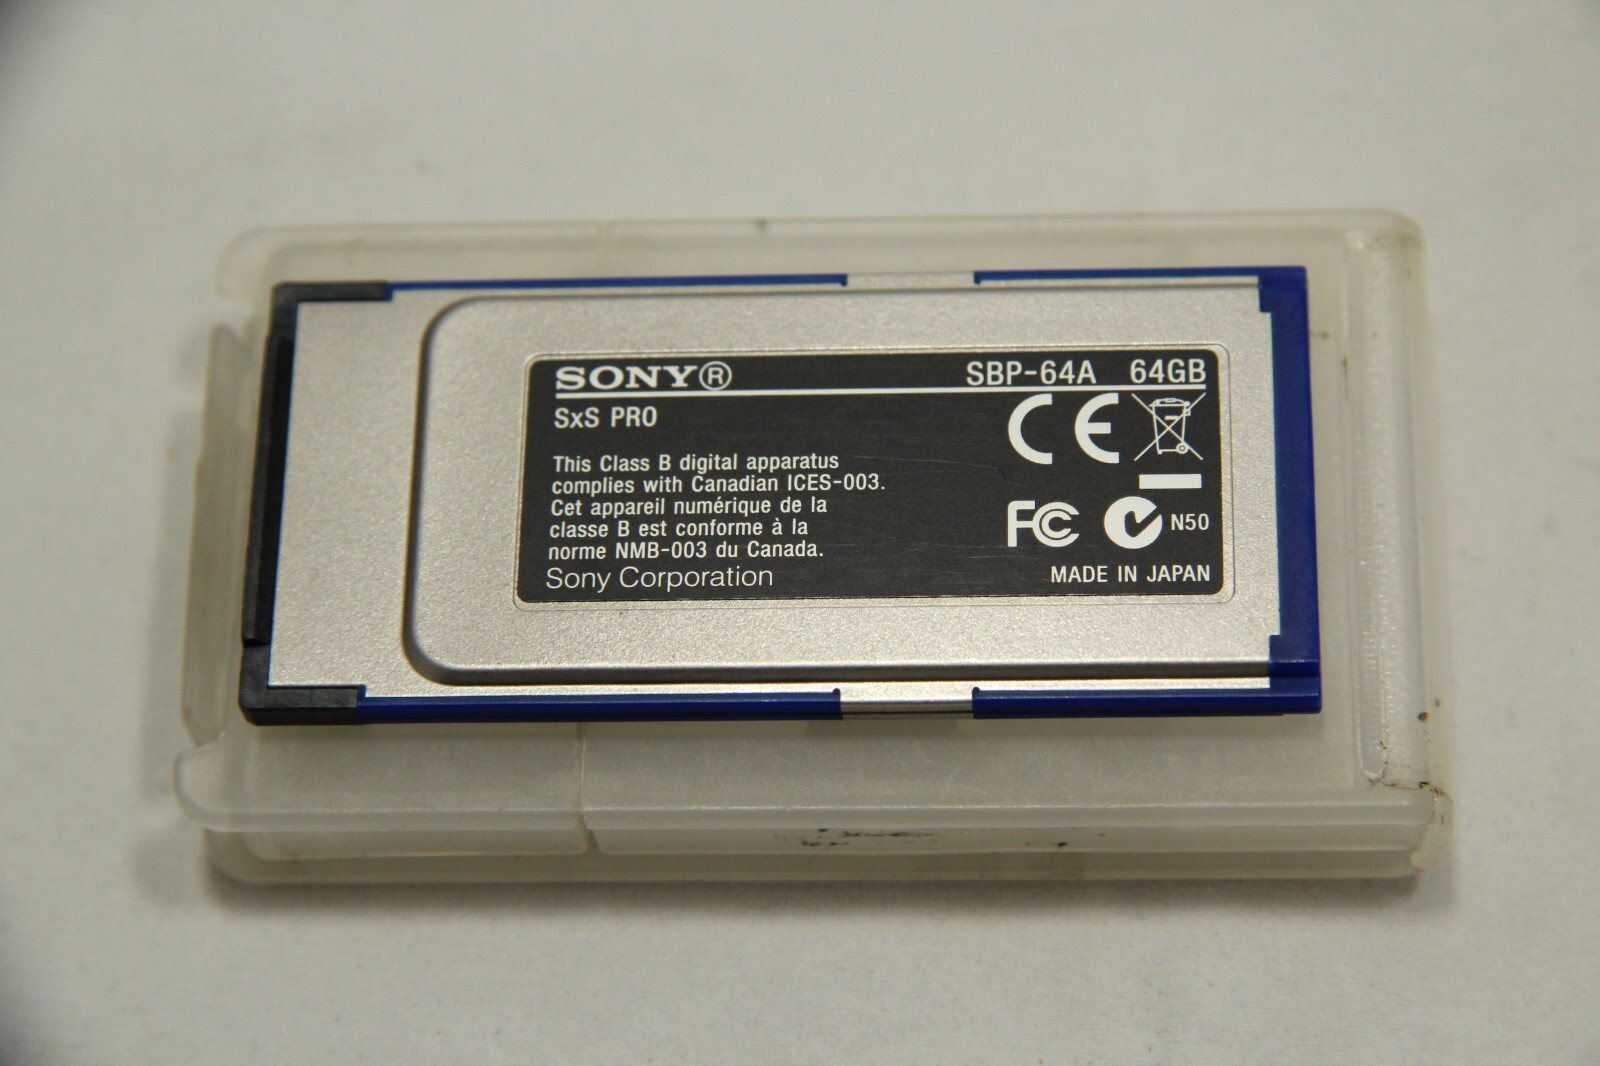 SONY® SBP-64A 64GB
SxS PRO
CE
This Class B digital apparatus
complies with Canadian ICES-003.
Cet appareil numérique de la
classe B est conforme à la
norme NMB-003 du Canada.
FC N50
Sony Corporation
MADE IN JAPAN